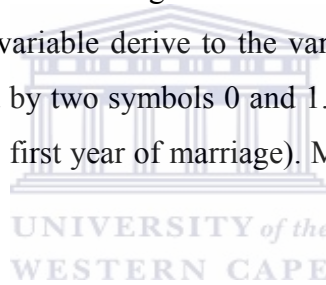 variable derive to the var
by two symbols 0 and 1.
first year of marriage). M
UNIVERSITY of the
WESTERN CAPE